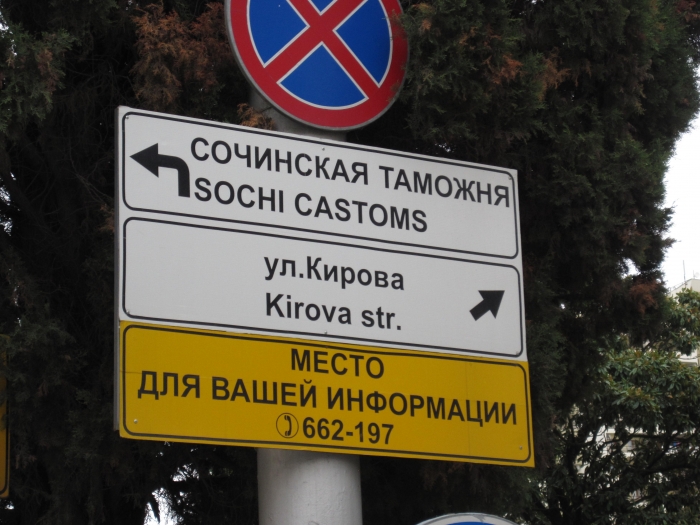 СОЧИНСКАЯ ТАМОЖНЯ
SOCHI CASTOMS
ул.Кирова
Kirova str.
МЕСТО
ДЛЯ ВАШЕЙ ИНФОРМАЦИИ
662-197